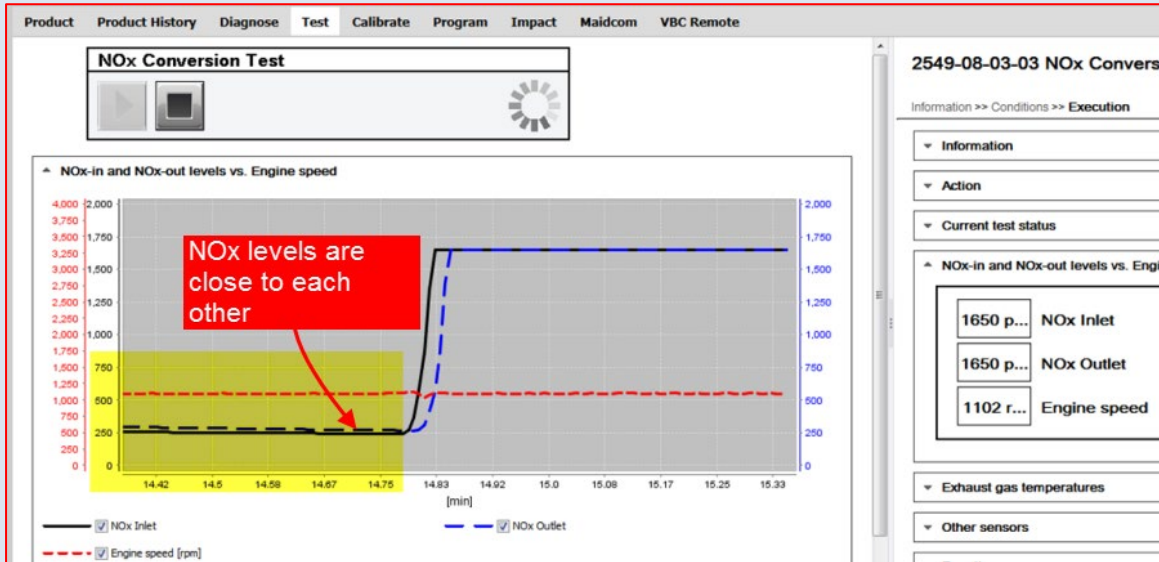 Product Product History Diagnose Test Calibrate Program Impact Maidcom VBC Remote
NOx Conversion Test
NOx-in and NOx-out levels vs. Engine speed
4,000 2,000 2,000
3,750
3,500 1,750 1,750
3,250
3,000 1,500 1,500
2,750
2,500 1,250 1,250
2,250
2,000 1,000 1,000
1,750
1,500 750 750
1,250
1,000 500 500
750
500 250 250
250
0 0 0
NOx levels are
close to each
other
14.42 14.5 14.58 14.67 14.75 14.83 14.92 15.0 15.08 15.17 15.25 15.33
[min]
NOx Inlet NOx Outlet
Engine speed [rpm]
2549-08-03-03 NOx Convers
Information >> Conditions >> Execution
Information
Action
Current test status
NOx-in and NOx-out levels vs. Engi
1650 p... NOx Inlet
1650 p... NOx Outlet
1102 r... Engine speed
Exhaust gas temperatures
Other sensors